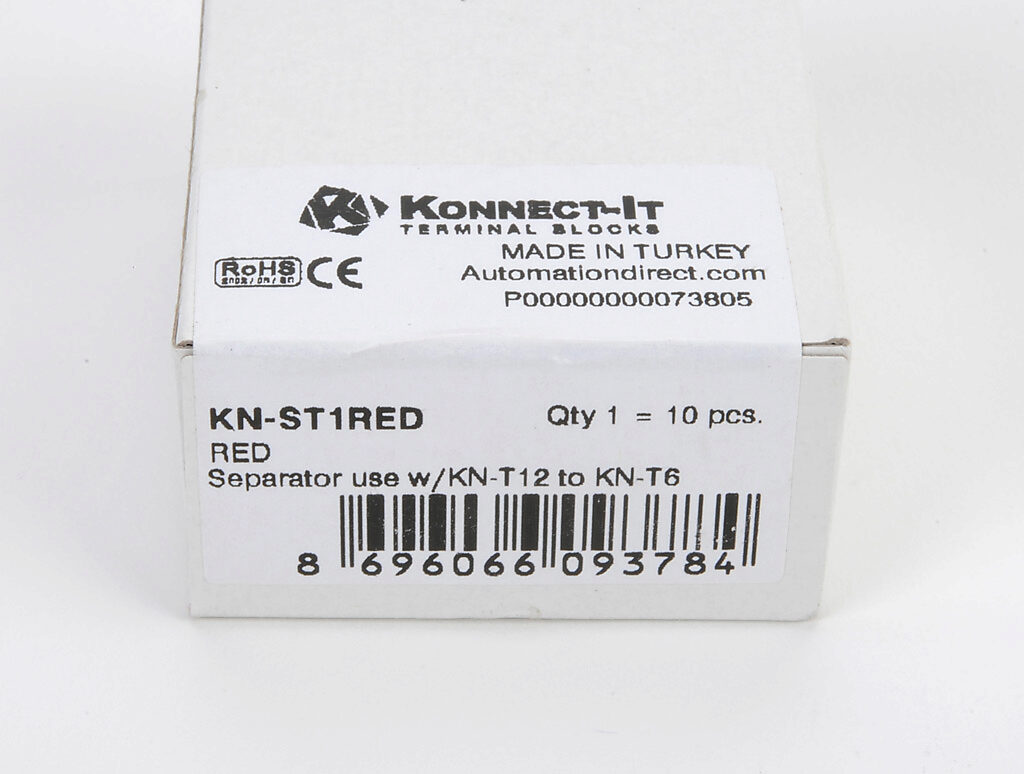 KONNECT-IT
TERMINAL BLOCKS
MADE IN TURKEY
RoHS CE
Automationdirect.com
P00000000073805
KN-ST1RED Qty 1 = 10 pcs.
RED
Separator use w/KN-T12 to KN-T6
8 696066 093784